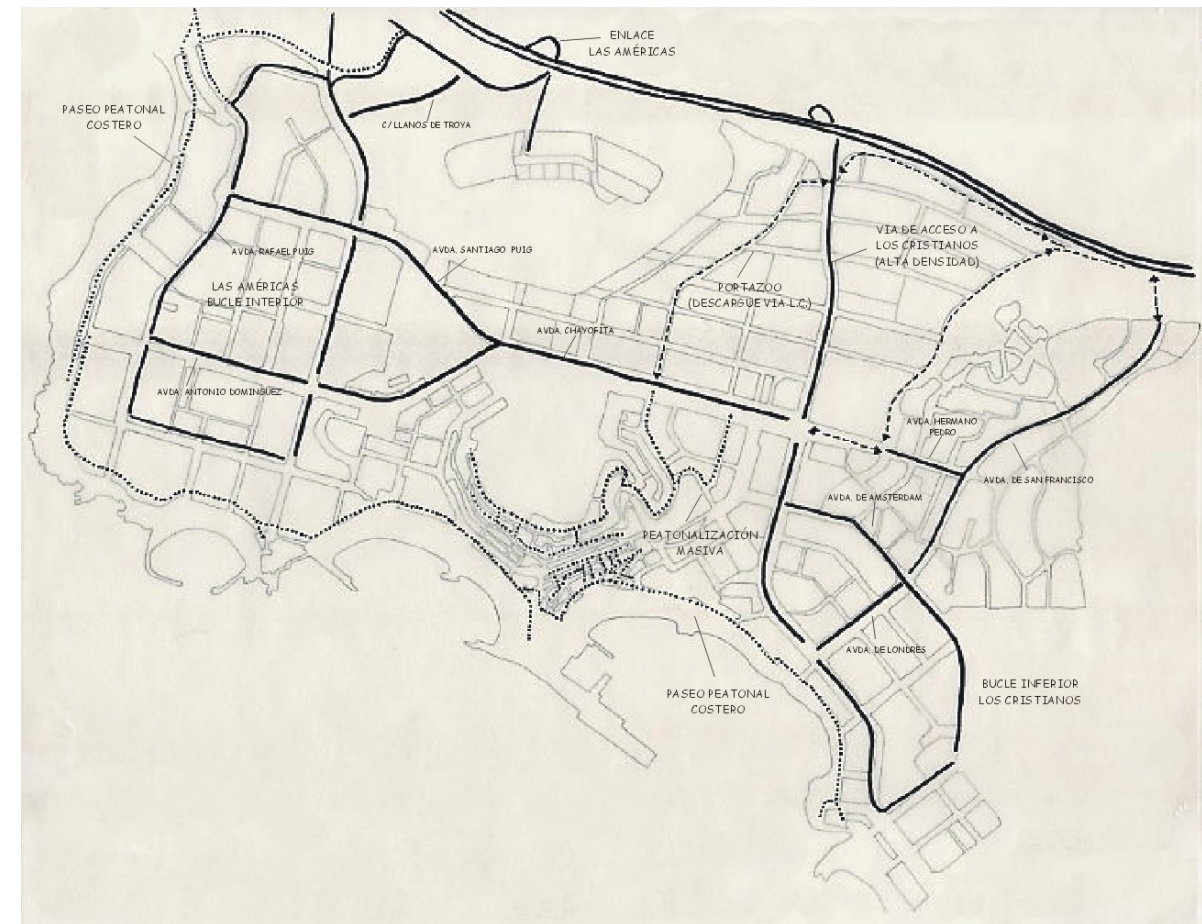 ENLACE
LAS AMÉRICAS
PASEO PEATONAL
COSTERO
C/ LLANOS DE TROYA
AVDA. RAFAEL PUIG
AVDA. SANTIAGO PUIG
VIA DE ACCESO A
LOS CRISTIANOS
(ALTA DENSIDAD)
LAS AMÉRICAS
BUCLE INTERIOR
PORTAZOO
(DESCARGUE VIA L.C.)
AVDA. CHAYOFITA
AVDA. ANTONIO DOMINGUEZ
AVDA. HERMANO
PEDRO
AVDA. DE SAN FRANCISCO
AVDA. DE AMSTERDAM
PEATONALIZACIÓN
MASIVA
AVDA. DE LONDRES
PASEO PEATONAL
COSTERO
BUCLE INFERIOR
LOS CRISTIANOS